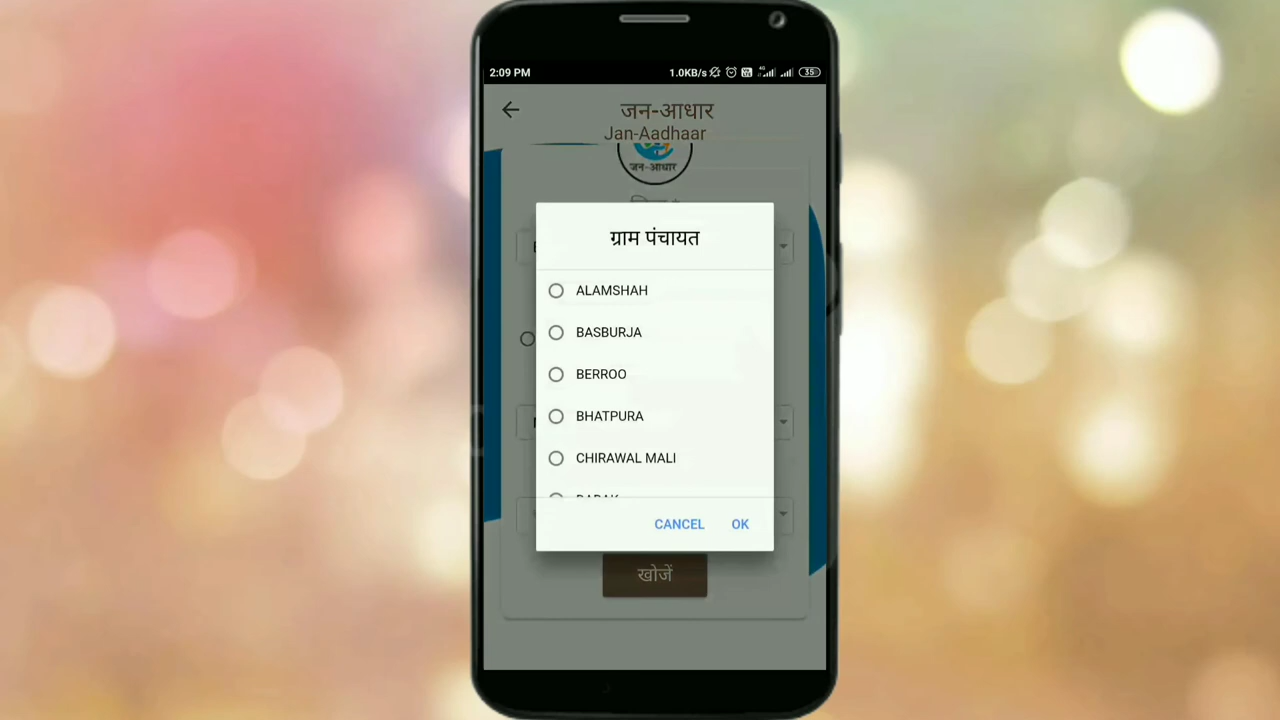 2:09 PM
1.0KB/s
4G
35
जन-आधार
Jan-Aadhaar
जन-आधार
ग्राम पंचायत
ALAMSHAH
BASBURJA
BERROO
BHATPURA
CHIRAWAL MALI
CANCEL OK
खोजें